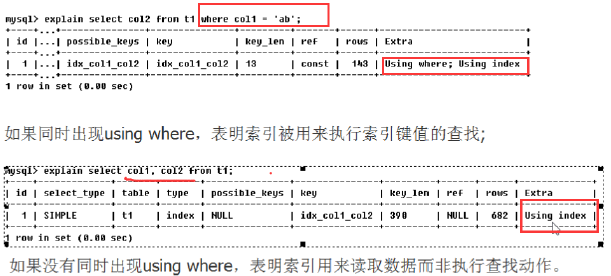 mysql> explain select col2 from t1 where col1 = 'ab';
+----+...+---------------+---------------+---------+-------+------+--------------------------+
| id |...| possible_keys | key | key_len | ref | rows | Extra |
+----+...+---------------+---------------+---------+-------+------+--------------------------+
| 1 |...| idx_col1_col2 | idx_col1_col2 | 13 | const | 143 | Using where; Using index |
+----+...+---------------+---------------+---------+-------+------+--------------------------+
1 row in set (0.00 sec)
如果同时出现using where，表明索引被用来执行索引键值的查找;
mysql> explain select col1, col2 from t1;
+----+-------------+-------+-------+---------------+---------------+---------+------+------+-------------+
| id | select_type | table | type | possible_keys | key | key_len | ref | rows | Extra |
+----+-------------+-------+-------+---------------+---------------+---------+------+------+-------------+
| 1 | SIMPLE | t1 | index | NULL | idx_col1_col2 | 390 | NULL | 682 | Using index |
+----+-------------+-------+-------+---------------+---------------+---------+------+------+-------------+
1 row in set (0.00 sec)
如果没有同时出现using where，表明索引用来读取数据而非执行查找动作。